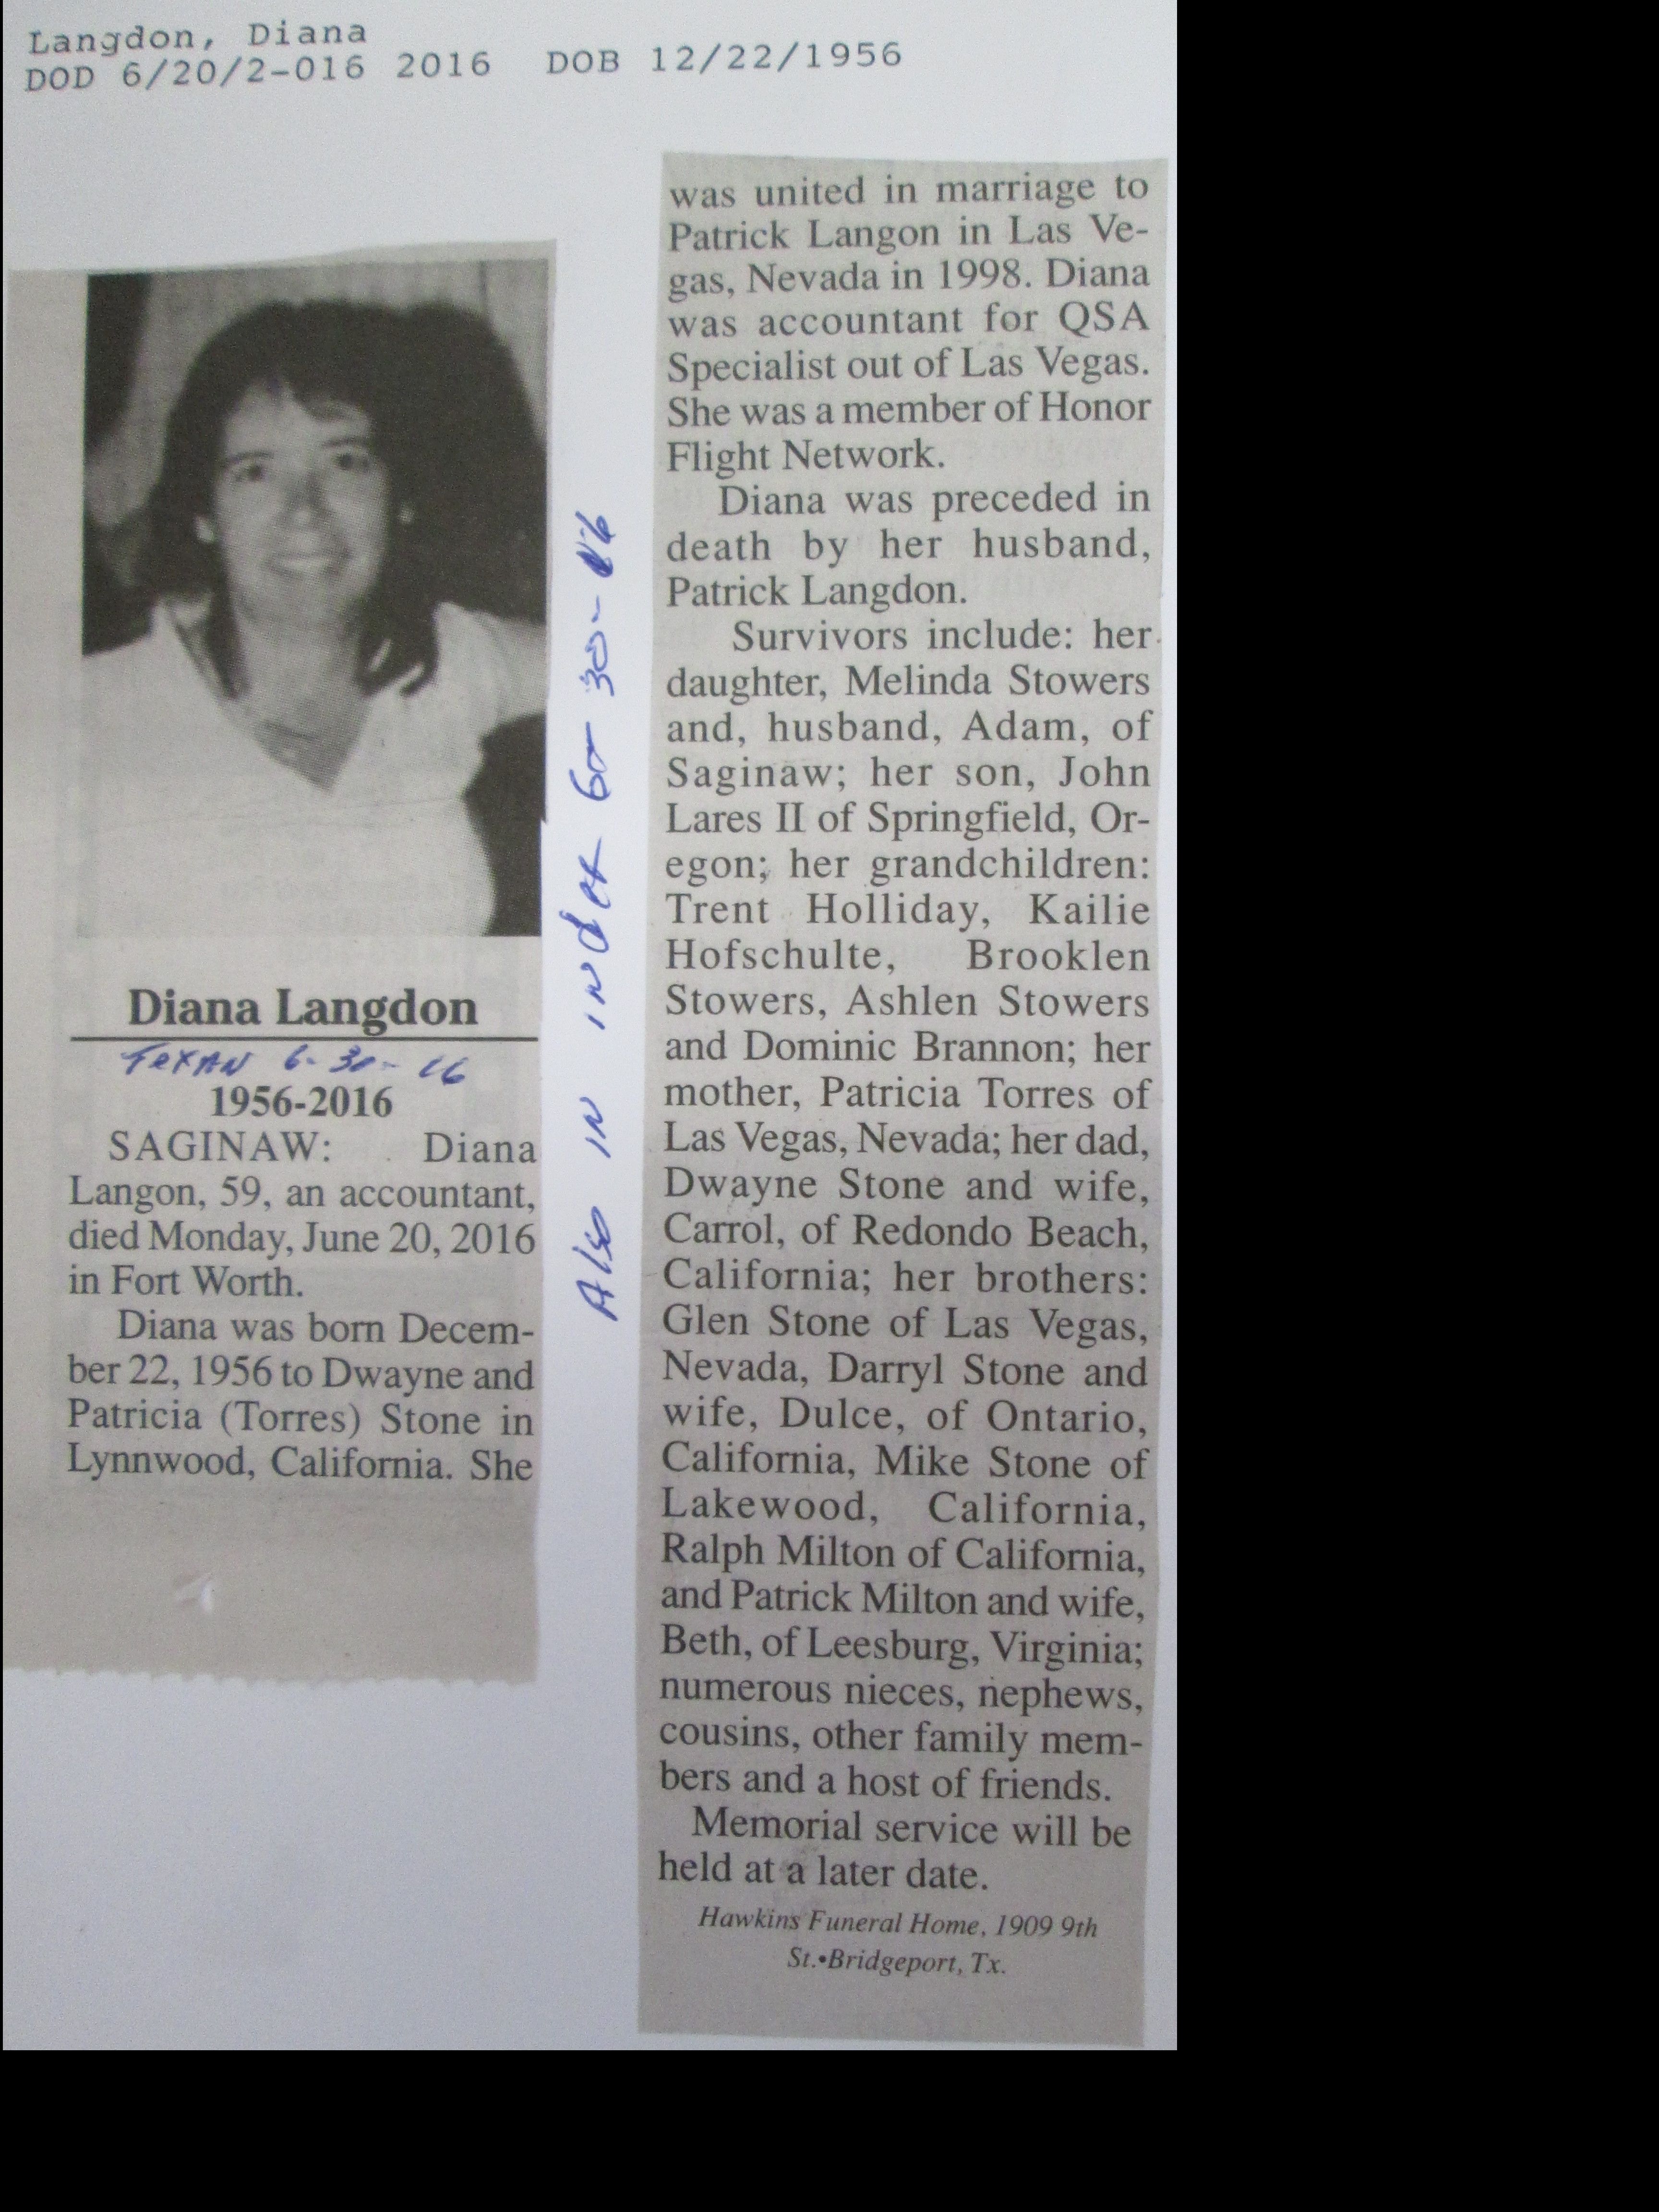 Langdon, Diana
DOD 6/20/2-016 2016 DOB 12/22/1956
Diana Langdon
Texan 6-30-16
1956-2016
SAGINAW: Diana
Langon, 59, an accountant,
died Monday, June 20, 2016
in Fort Worth.
Diana was born Decem-
ber 22, 1956 to Dwayne and
Patricia (Torres) Stone in
Lynnwood, California. She
Also in index 6-30-16
was united in marriage to
Patrick Langon in Las Ve-
gas, Nevada in 1998. Diana
was accountant for QSA
Specialist out of Las Vegas.
She was a member of Honor
Flight Network.
Diana was preceded in
death by her husband,
Patrick Langdon.
Survivors include: her
daughter, Melinda Stowers
and, husband, Adam, of
Saginaw; her son, John
Lares II of Springfield, Or-
egon; her grandchildren:
Trent Holliday, Kailie
Hofschulte, Brooklen
Stowers, Ashlen Stowers
and Dominic Brannon; her
mother, Patricia Torres of
Las Vegas, Nevada; her dad,
Dwayne Stone and wife,
Carrol, of Redondo Beach,
California; her brothers:
Glen Stone of Las Vegas,
Nevada, Darryl Stone and
wife, Dulce, of Ontario,
California, Mike Stone of
Lakewood, California,
Ralph Milton of California,
and Patrick Milton and wife,
Beth, of Leesburg, Virginia;
numerous nieces, nephews,
cousins, other family mem-
bers and a host of friends.
Memorial service will be
held at a later date.
Hawkins Funeral Home, 1909 9th
St.•Bridgeport, Tx.